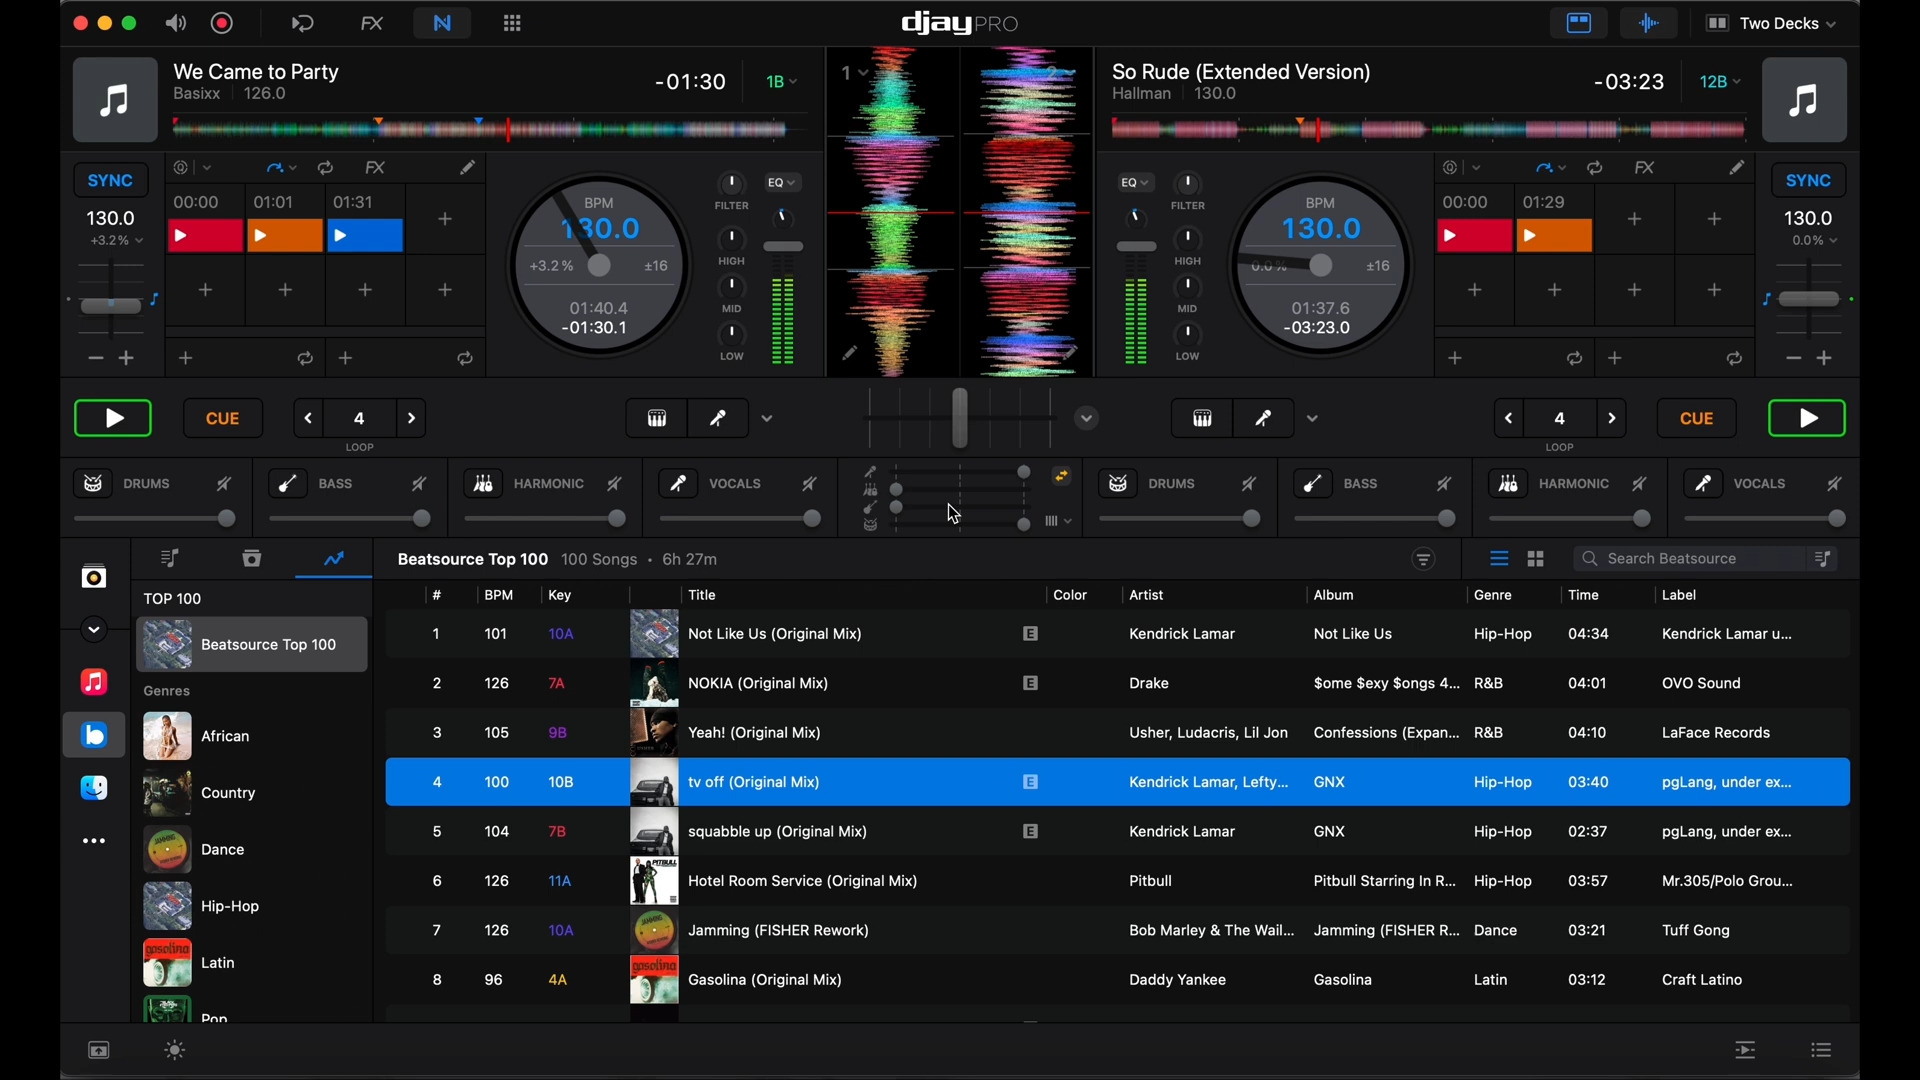 FX
djay PRO
Two Decks
We Came to Party
Basixx 126.0
-01:30
1B
1
So Rude (Extended Version)
Hallman 130.0
-03:23
12B
SYNC
130.0
+3.2%
FX
00:00 01:01 01:31
BPM
130.0
+3.2% ±16
01:40.4
-01:30.1
FILTER
HIGH
MID
LOW
EQ
EQ
FILTER
HIGH
MID
LOW
BPM
130.0
0.0% ±16
01:37.6
-03:23.0
FX
00:00 01:29
SYNC
130.0
0.0%
CUE
4
LOOP
4
LOOP
CUE
DRUMS BASS HARMONIC VOCALS
DRUMS BASS HARMONIC VOCALS
TOP 100
Beatsource Top 100
Genres
African
Country
Dance
Hip-Hop
Latin
Pop
Beatsource Top 100 100 Songs • 6h 27m
Search Beatsource
# BPM Key Title Color Artist Album Genre Time Label
1 101 10A Not Like Us (Original Mix) E Kendrick Lamar Not Like Us Hip-Hop 04:34 Kendrick Lamar u...
2 126 7A NOKIA (Original Mix) E Drake $ome $exy $ongs 4... R&B 04:01 OVO Sound
3 105 9B Yeah! (Original Mix) Usher, Ludacris, Lil Jon Confessions (Expan... R&B 04:10 LaFace Records
4 100 10B tv off (Original Mix) E Kendrick Lamar, Lefty... GNX Hip-Hop 03:40 pgLang, under ex...
5 104 7B squabble up (Original Mix) E Kendrick Lamar GNX Hip-Hop 02:37 pgLang, under ex...
6 126 11A Hotel Room Service (Original Mix) Pitbull Pitbull Starring In R... Hip-Hop 03:57 Mr.305/Polo Grou...
7 126 10A Jamming (FISHER Rework) Bob Marley & The Wail... Jamming (FISHER R... Dance 03:21 Tuff Gong
8 96 4A Gasolina (Original Mix) Daddy Yankee Gasolina Latin 03:12 Craft Latino